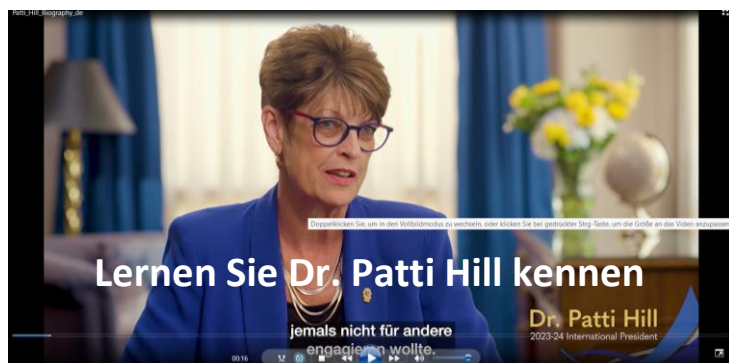 Patti_Hill_Biography_de
Doppelklicken Sie, um in den Vollbildmodus zu wechseln, oder klicken Sie bei gedrückter Strg-Taste, um die Größe an das Video anzupassen
Lernen Sie Dr. Patti Hill kennen
Dr. Patti Hill
2023-24 International President
jemals nicht für andere
engagieren wollte.
00:16